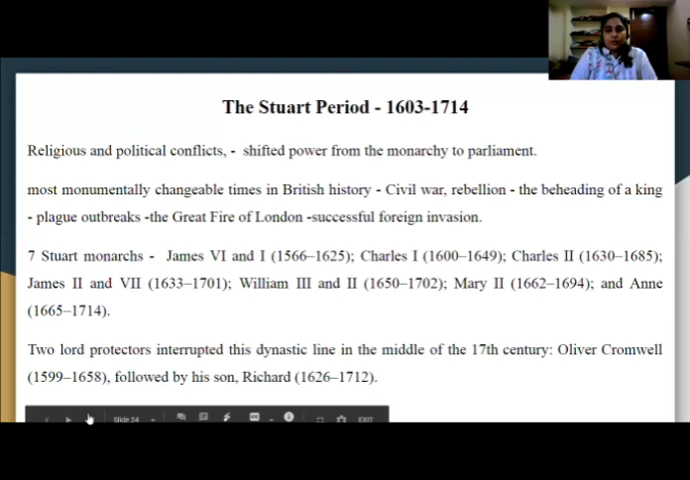 The Stuart Period - 1603-1714
Religious and political conflicts, - shifted power from the monarchy to parliament.
most monumentally changeable times in British history - Civil war, rebellion - the beheading of a king
- plague outbreaks -the Great Fire of London -successful foreign invasion.
7 Stuart monarchs - James VI and I (1566–1625); Charles I (1600–1649); Charles II (1630–1685);
James II and VII (1633–1701); William III and II (1650–1702); Mary II (1662–1694); and Anne
(1665–1714).
Two lord protectors interrupted this dynastic line in the middle of the 17th century: Oliver Cromwell
(1599–1658), followed by his son, Richard (1626–1712).
Slide 24 EXIT